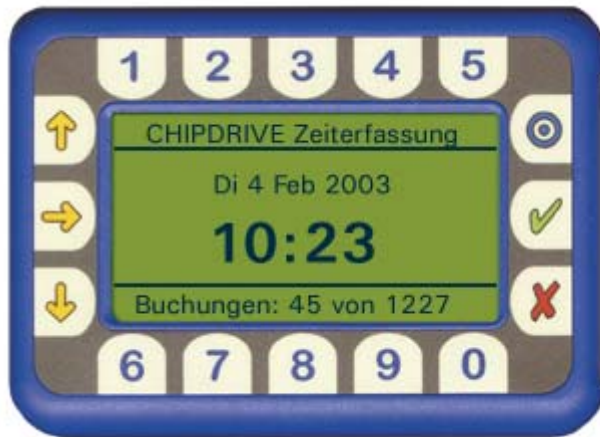 1 2 3 4 5
CHIPDRIVE Zeiterfassung
Di 4 Feb 2003
10:23
Buchungen: 45 von 1227
6 7 8 9 0